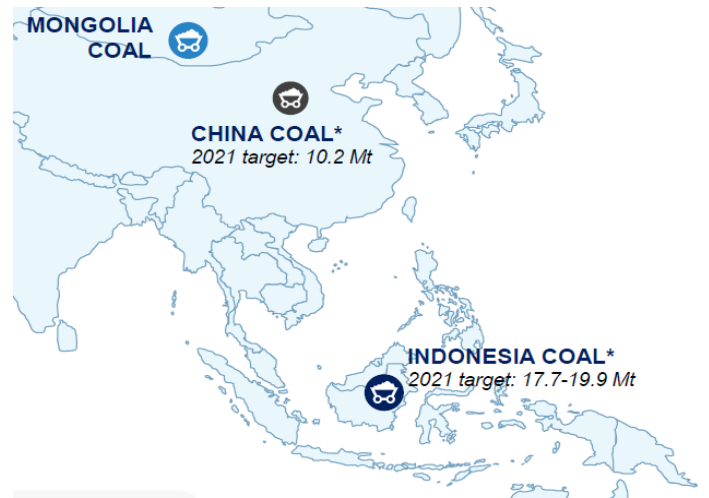 MONGOLIA
COAL
CHINA COAL*
2021 target: 10.2 Mt
INDONESIA COAL*
2021 target: 17.7-19.9 Mt